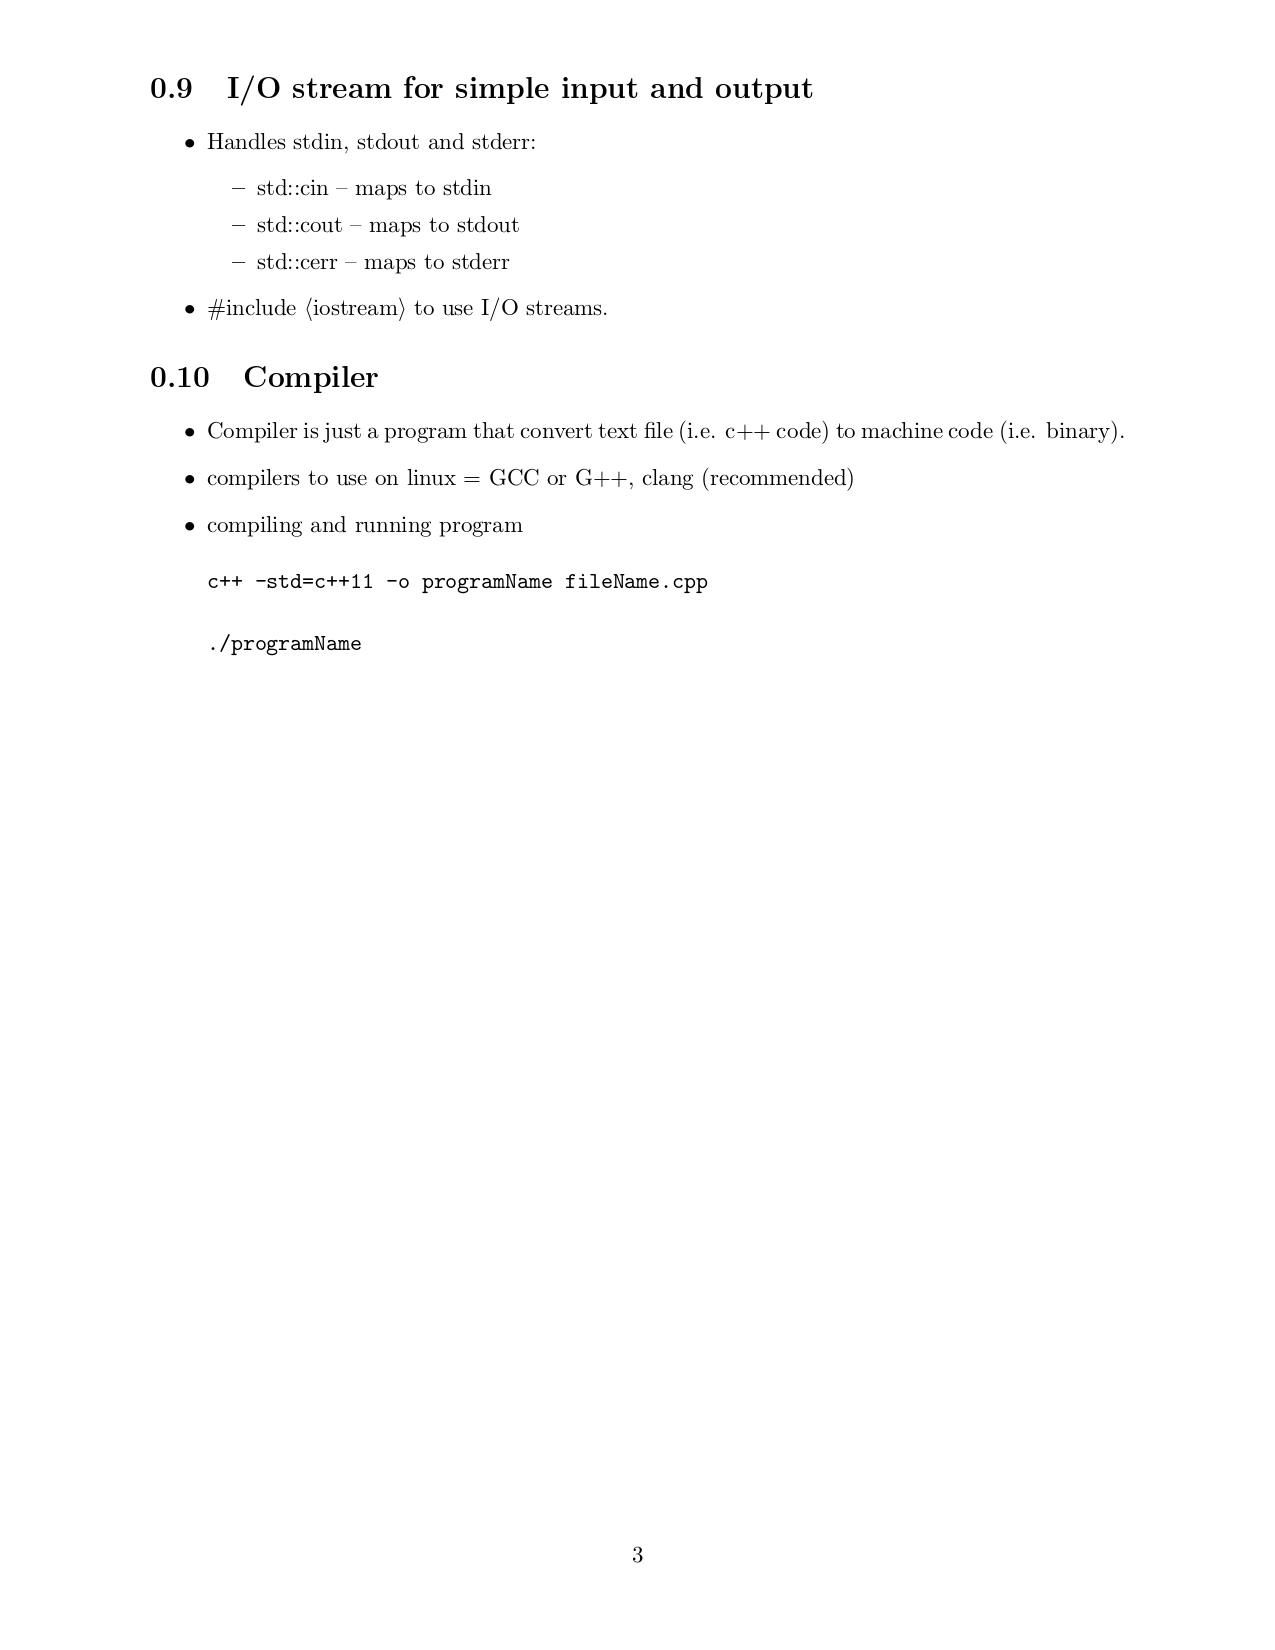 0.9 I/O stream for simple input and output
• Handles stdin, stdout and stderr:
– std::cin – maps to stdin
– std::cout – maps to stdout
– std::cerr – maps to stderr
• #include ⟨iostream⟩ to use I/O streams.
0.10 Compiler
• Compiler is just a program that convert text file (i.e. c++ code) to machine code (i.e. binary).
• compilers to use on linux = GCC or G++, clang (recommended)
• compiling and running program
c++ -std=c++11 -o programName fileName.cpp
./programName
3